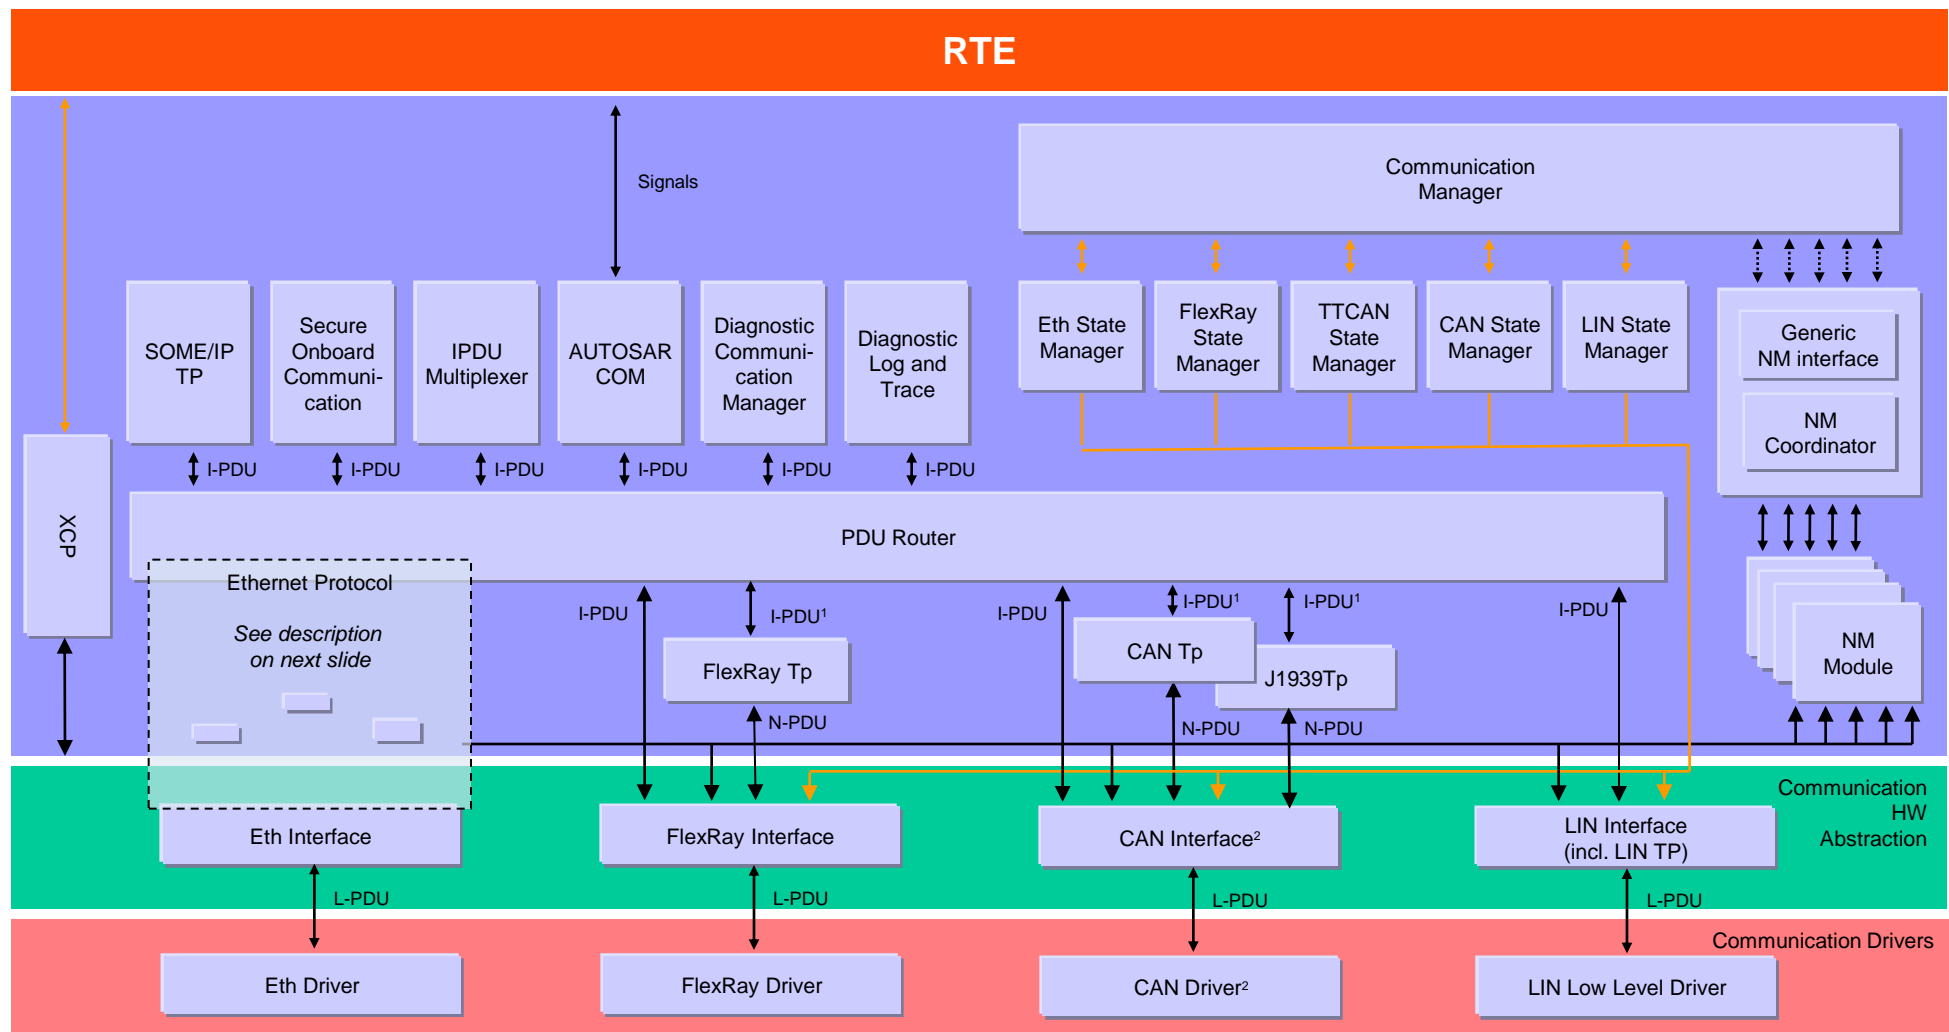 RTE
Signals
Communication
Manager
SOME/IP
TP
Secure
Onboard
Communi-
cation
IPDU
Multiplexer
AUTOSAR
COM
Diagnostic
Communi-
cation
Manager
Diagnostic
Log and
Trace
Eth State
Manager
FlexRay
State
Manager
TTCAN
State
Manager
CAN State
Manager
LIN State
Manager
Generic
NM interface
NM
Coordinator
I-PDU
I-PDU
I-PDU
I-PDU
I-PDU
I-PDU
XCP
PDU Router
Ethernet Protocol
See description
on next slide
I-PDU
I-PDU¹
I-PDU
I-PDU¹
I-PDU¹
I-PDU
FlexRay Tp
CAN Tp
J1939Tp
NM
Module
N-PDU
N-PDU
N-PDU
Communication
HW
Abstraction
Eth Interface
FlexRay Interface
CAN Interface²
LIN Interface
(incl. LIN TP)
L-PDU
L-PDU
L-PDU
L-PDU
Communication Drivers
Eth Driver
FlexRay Driver
CAN Driver²
LIN Low Level Driver